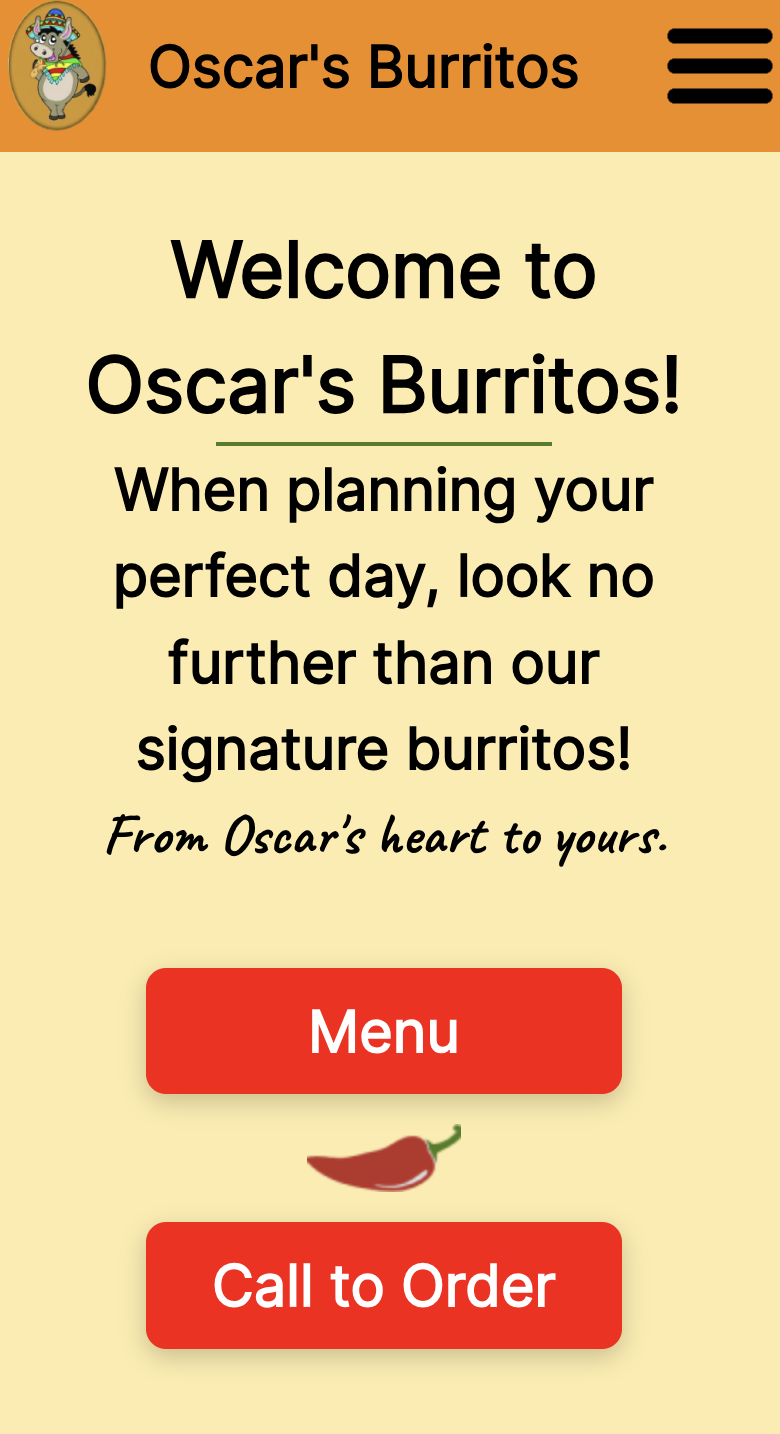 Oscar's Burritos
Welcome to
Oscar's Burritos!
When planning your
perfect day, look no
further than our
signature burritos!
From Oscar's heart to yours.
Menu
Call to Order